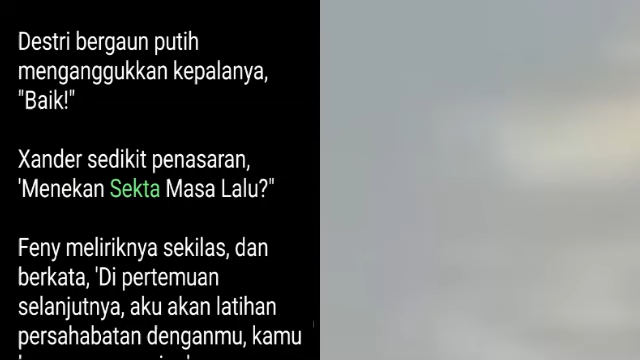 Destri bergaun putih
menganggukkan kepalanya,
"Baik!"
Xander sedikit penasaran,
'Menekan Sekta Masa Lalu?"
Feny meliriknya sekilas, dan
berkata, 'Di pertemuan
selanjutnya, aku akan latihan
persahabatan denganmu, kamu